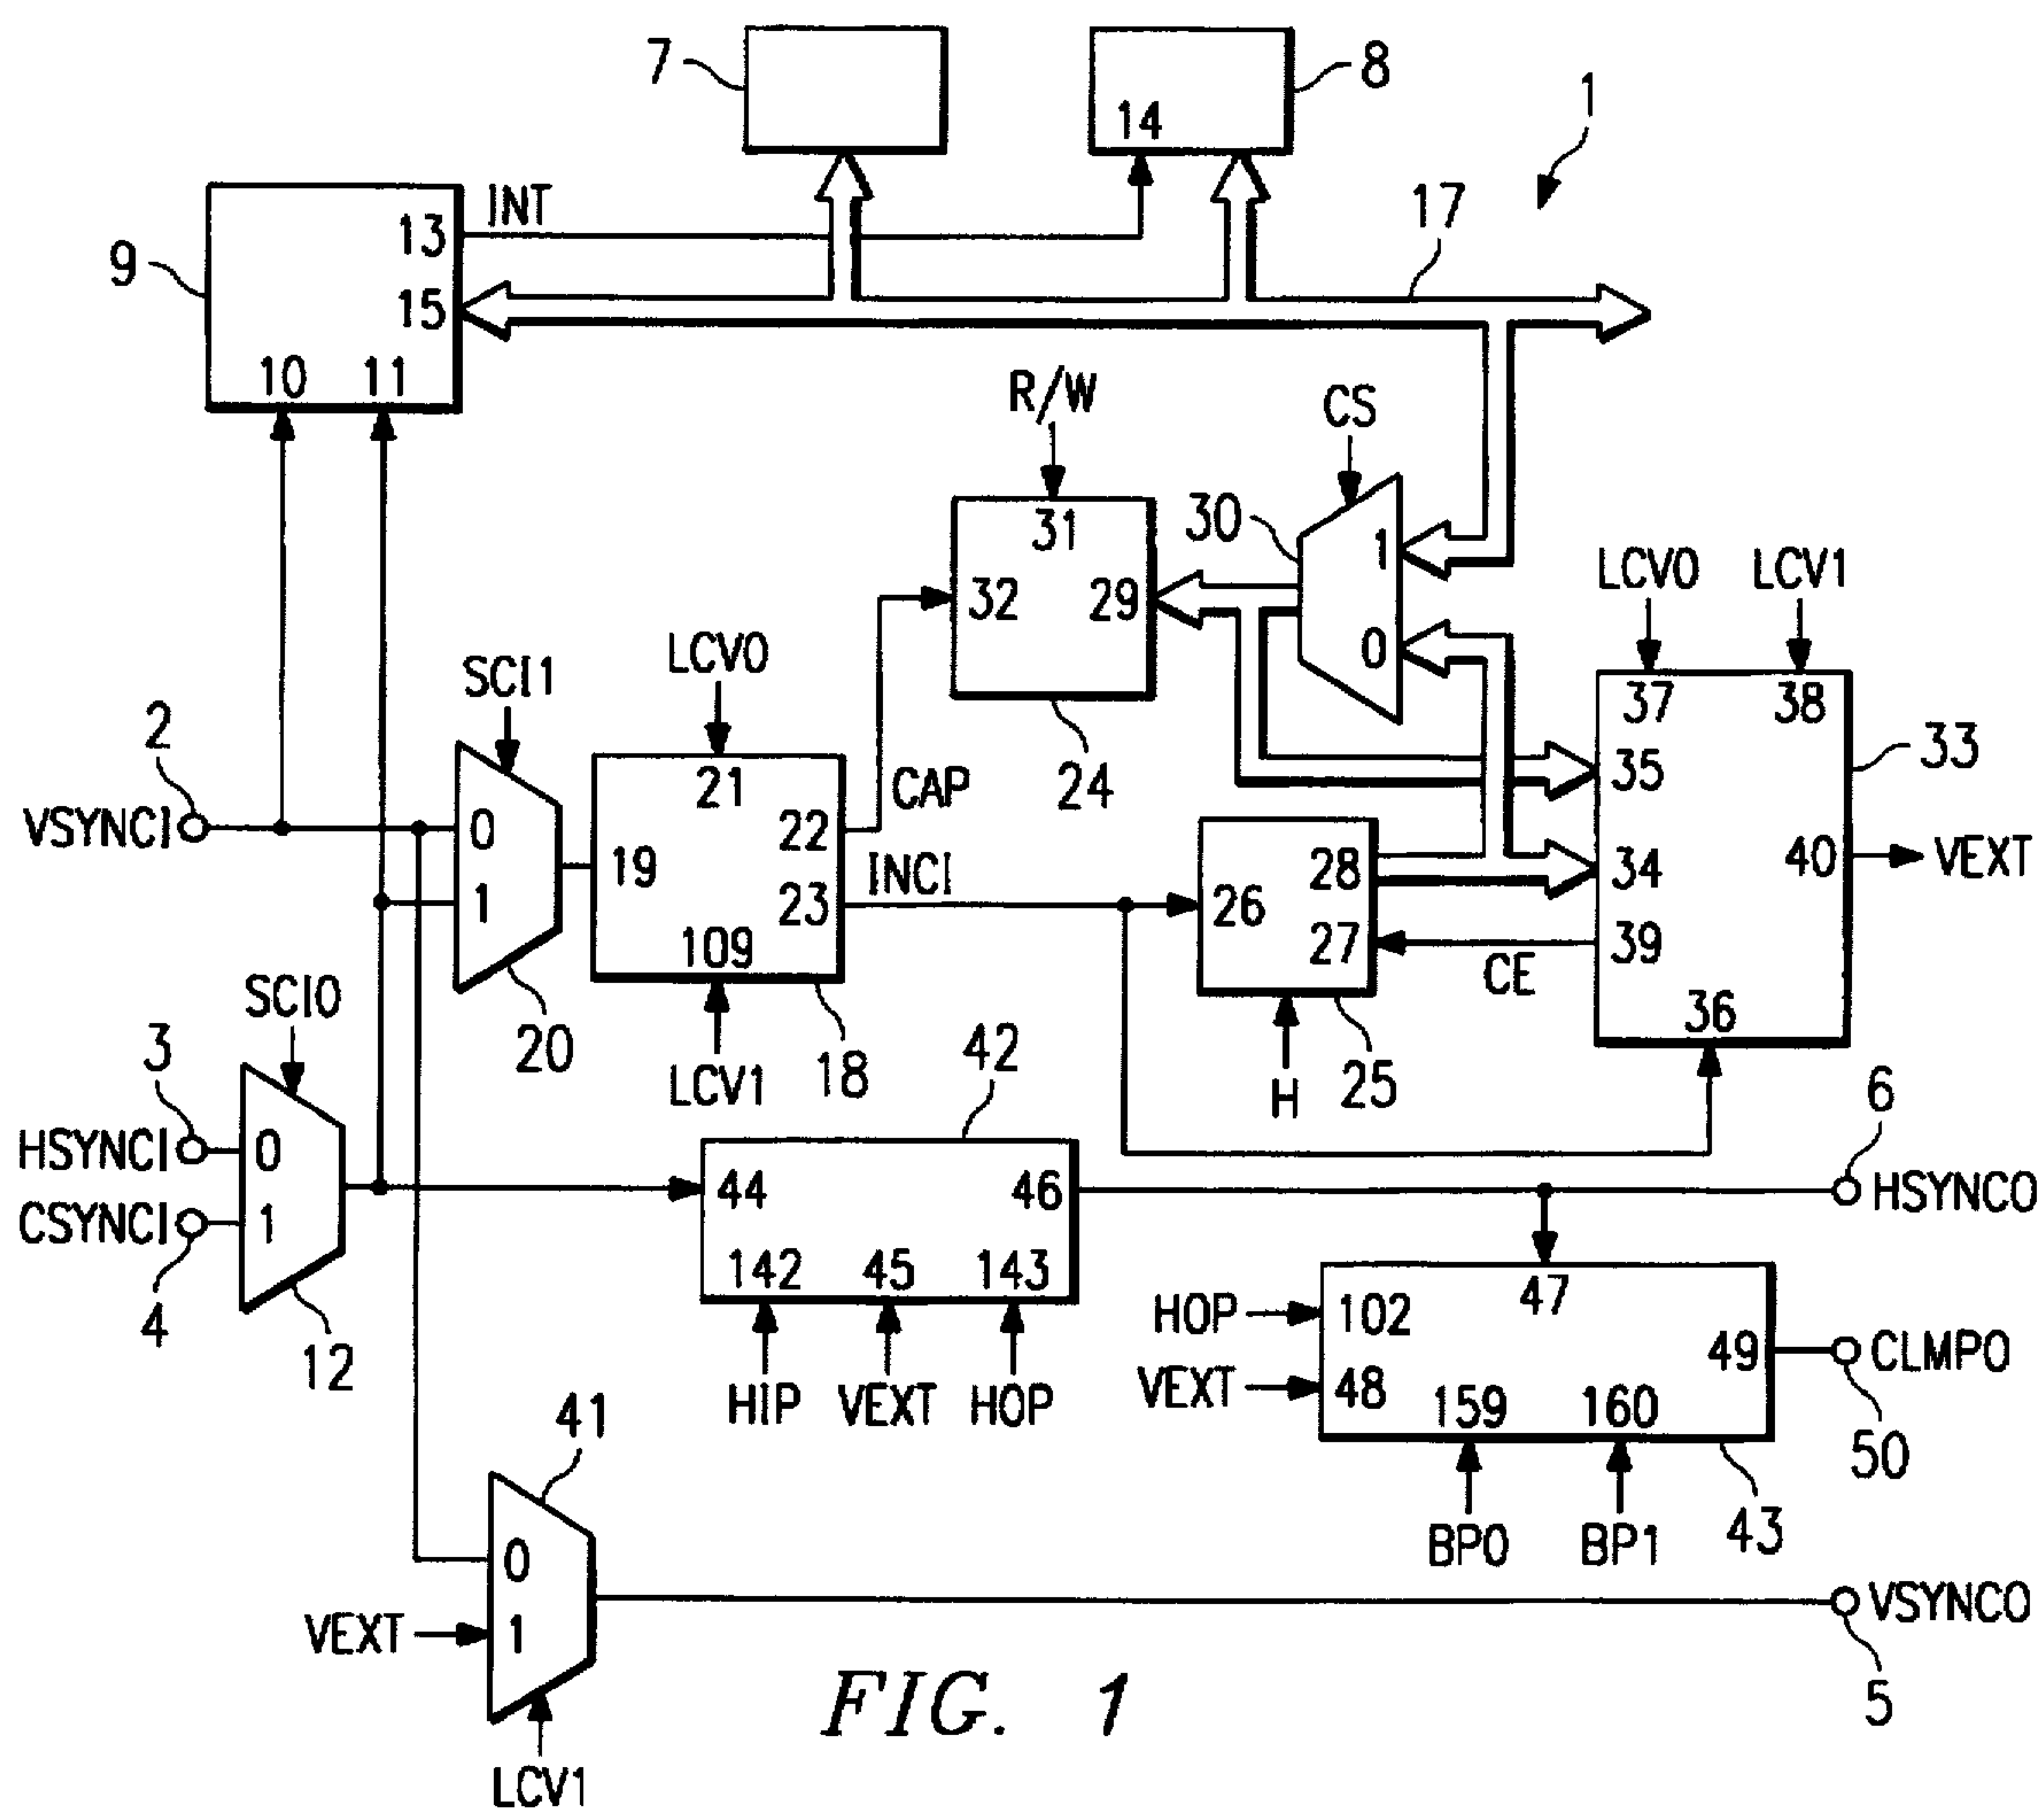 7
8
14
1
INT
13
17
9
15
10
11
R/W
CS
30
31
1
32
29
LCV0
LCV1
0
LCV0
SCI1
37
38
2
21
CAP
24
35
33
VSYNCI
0
22
INCI
28
34
40
VEXT
19
1
23
26
27
39
109
CE
SCI0
20
18
42
36
3
LCV1
H
25
6
HSYNCI
0
44
46
HSYNCO
CSYNCI
1
142
45
143
47
4
HOP
102
49
CLMPO
12
HIP
VEXT
HOP
VEXT
48
159
160
41
50
43
0
BP0
BP1
VEXT
1
VSYNCO
5
FIG. 1
LCV1